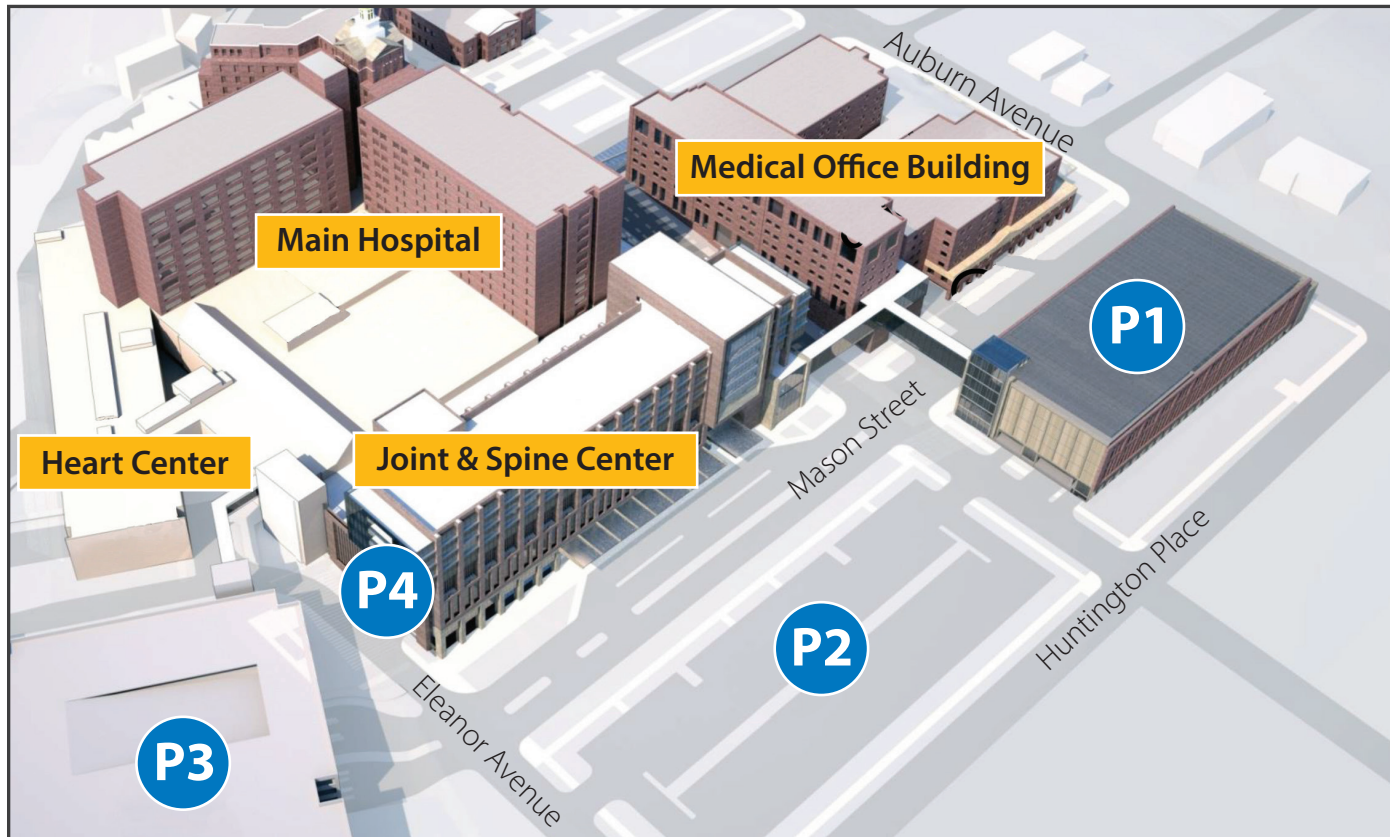 Auburn Avenue
Medical Office Building
Main Hospital
P1
Mason Street
Heart Center
Joint & Spine Center
P4
P2
Huntington Place
P3
Eleanor Avenue